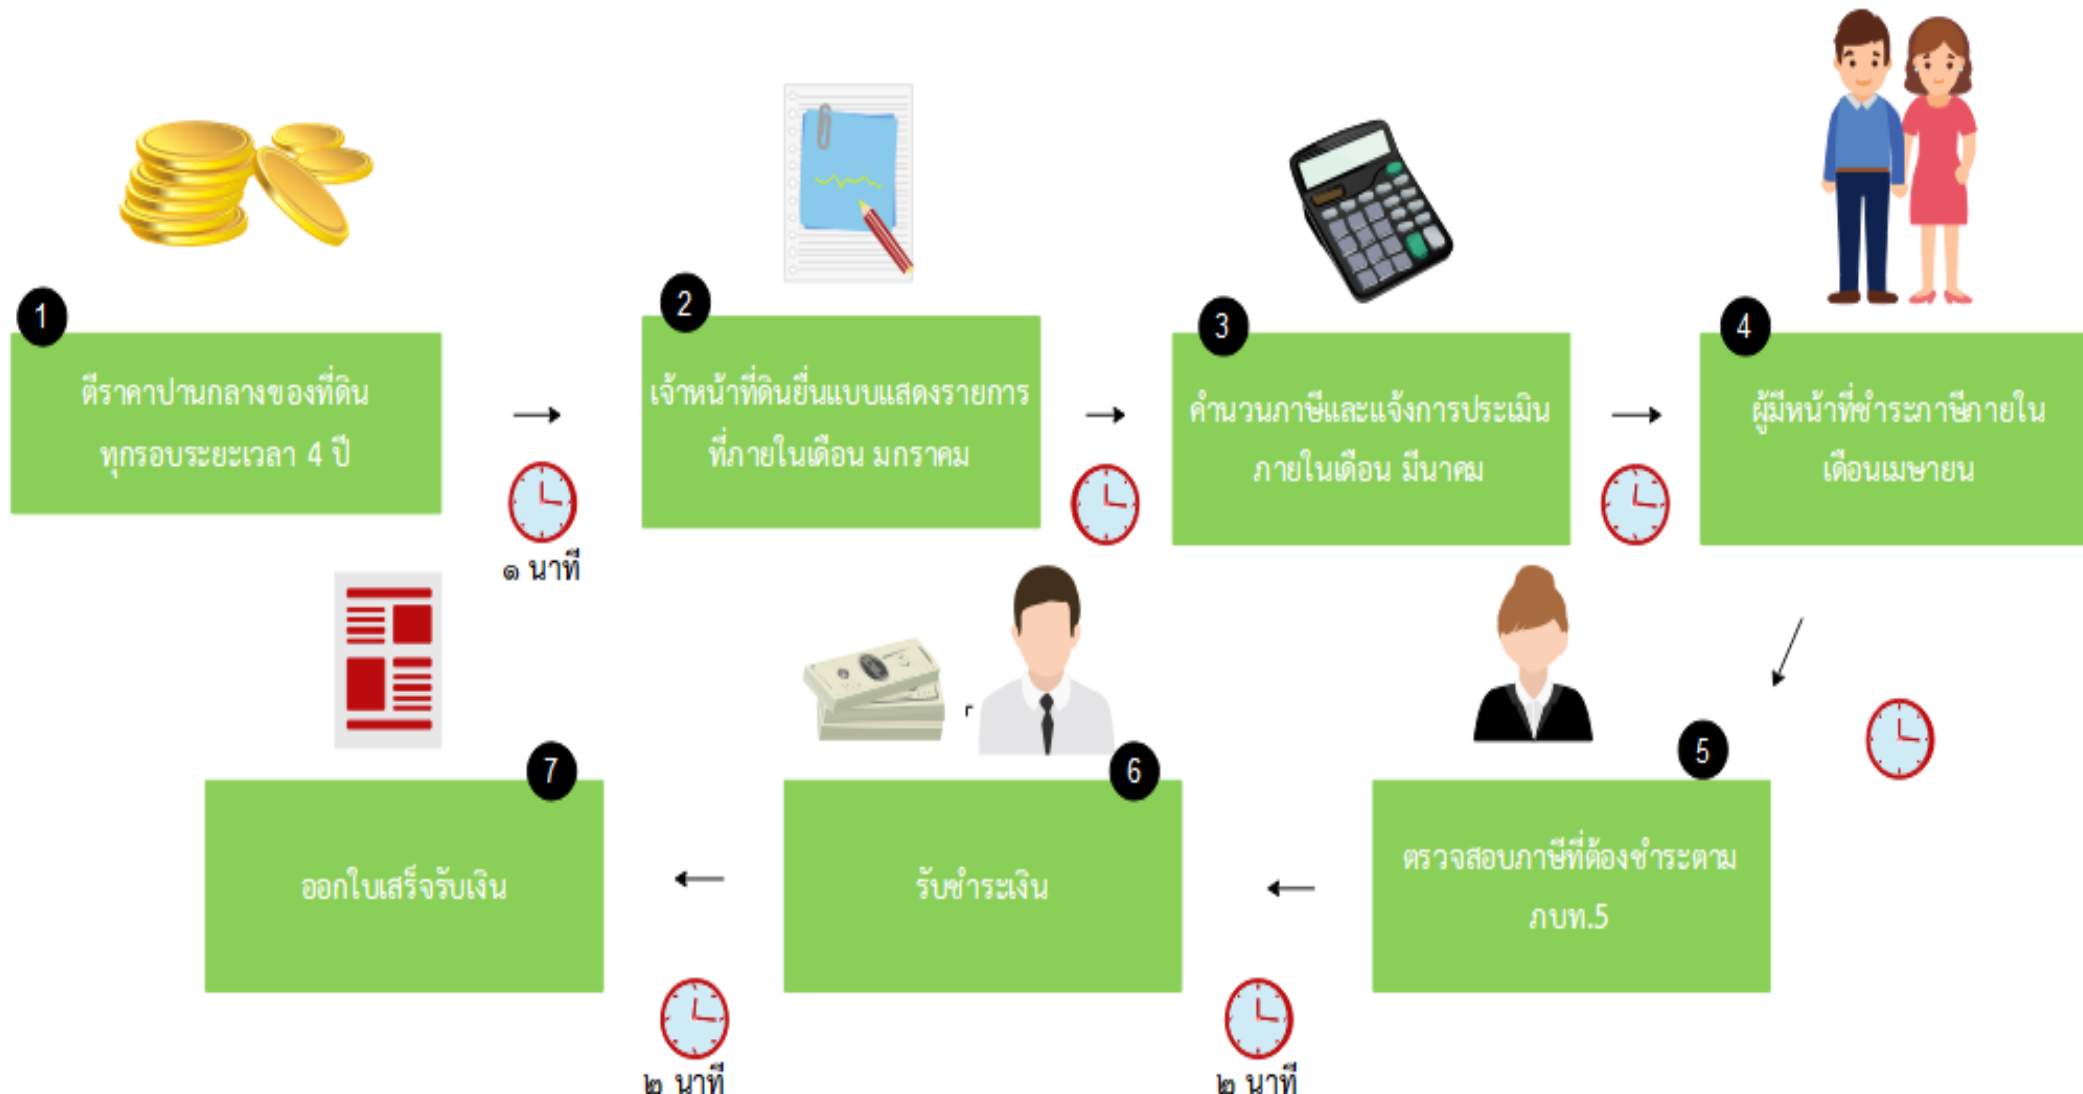 1
ตีราคาปานกลางของที่ดิน
ทุกรอบระยะเวลา 4 ปี
๑ นาที
2
เจ้าหน้าที่ดินยื่นแบบแสดงรายการ
ที่ภายในเดือน มกราคม
3
คำนวนภาษีและแจ้งการประเมิน
ภายในเดือน มีนาคม
4
ผู้มีหน้าที่ชำระภาษีภายใน
เดือนเมษายน
5
ตรวจสอบภาษีที่ต้องชำระตาม
ภบท.5
๒ นาที
6
รับชำระเงิน
๒ นาที
7
ออกใบเสร็จรับเงิน